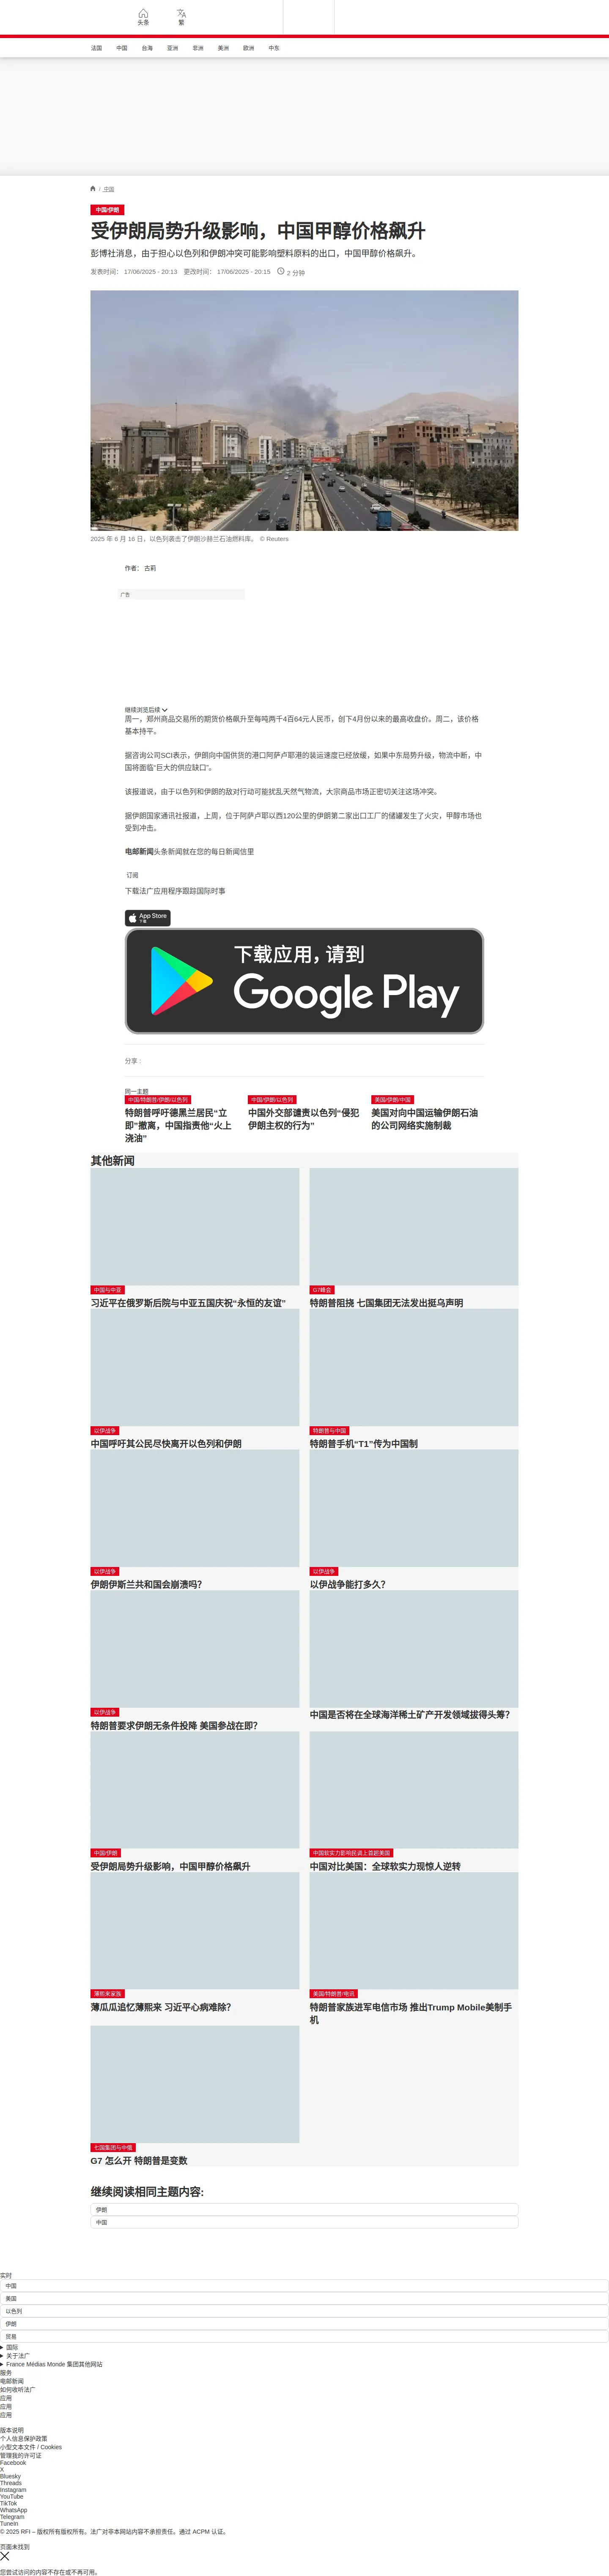 头条
繁
法国 中国 台海 亚洲 非洲 美洲 欧洲 中东
/ 中国
中国/伊朗
受伊朗局势升级影响，中国甲醇价格飙升
彭博社消息，由于担心以色列和伊朗冲突可能影响塑料原料的出口，中国甲醇价格飙升。
发表时间： 17/06/2025 - 20:13 更改时间： 17/06/2025 - 20:15 2 分钟
2025 年 6 月 16 日，以色列袭击了伊朗沙赫兰石油燃料库。 © Reuters
作者： 古莉
广告
继续浏览后续
周一，郑州商品交易所的期货价格飙升至每吨两千4百64元人民币，创下4月份以来的最高收盘价。周二，该价格
基本持平。
据咨询公司SCI表示，伊朗向中国供货的港口阿萨卢耶港的装运速度已经放缓，如果中东局势升级，物流中断，中
国将面临“巨大的供应缺口”。
该报道说，由于以色列和伊朗的敌对行动可能扰乱天然气物流，大宗商品市场正密切关注这场冲突。
据伊朗国家通讯社报道，上周，位于阿萨卢耶以西120公里的伊朗第二家出口工厂的储罐发生了火灾，甲醇市场也
受到冲击。
电邮新闻头条新闻就在您的每日新闻信里
订阅
下载法广应用程序跟踪国际时事
App Store
下载
下载应用，请到
Google Play
分享 :
同一主题
中国/特朗普/伊朗/以色列
特朗普呼吁德黑兰居民“立
即”撤离，中国指责他“火上
浇油”
中国/伊朗/以色列
中国外交部谴责以色列“侵犯
伊朗主权的行为”
美国/伊朗/中国
美国对向中国运输伊朗石油
的公司网络实施制裁
其他新闻
中国与中亚
习近平在俄罗斯后院与中亚五国庆祝“永恒的友谊”
G7峰会
特朗普阻挠 七国集团无法发出挺乌声明
以伊战争
中国呼吁其公民尽快离开以色列和伊朗
特朗普与中国
特朗普手机“T1”传为中国制
以伊战争
伊朗伊斯兰共和国会崩溃吗？
以伊战争
以伊战争能打多久？
以伊战争
特朗普要求伊朗无条件投降 美国参战在即？
中国是否将在全球海洋稀土矿产开发领域拔得头筹？
中国/伊朗
受伊朗局势升级影响，中国甲醇价格飙升
中国软实力影响民调上首超美国
中国对比美国：全球软实力现惊人逆转
薄熙来家族
薄瓜瓜追忆薄熙来 习近平心病难除？
美国/特朗普/电讯
特朗普家族进军电信市场 推出Trump Mobile美制手
机
七国集团与中俄
G7 怎么开 特朗普是变数
继续阅读相同主题内容:
伊朗
中国
实时
中国
美国
以色列
伊朗
贸易
国际
关于法广
France Médias Monde 集团其他网站
服务
电邮新闻
如何收听法广
应用
应用
应用
版本说明
个人信息保护政策
小型文本文件 / Cookies
管理我的许可证
Facebook
X
Bluesky
Threads
Instagram
YouTube
TikTok
WhatsApp
Telegram
TuneIn
© 2025 RFI – 版权所有版权所有。法广对非本网站内容不承担责任。通过 ACPM 认证。
页面未找到
您尝试访问的内容不存在或不再可用。